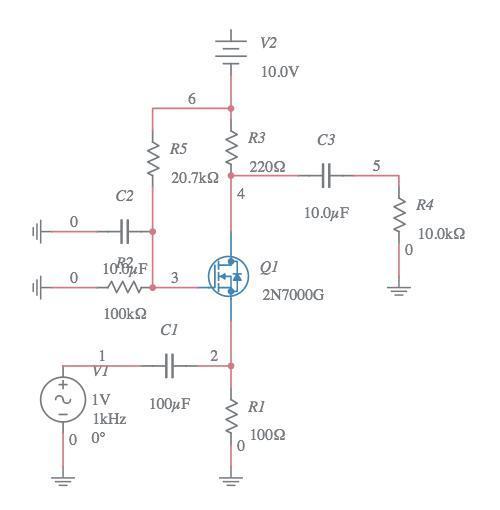 V2
10.0V
6
R5
20.7kΩ
R3
220Ω
C3
5
4
10.0µF
R4
10.0kΩ
0
C2
0
10.0µF
R2
0
3
100kΩ
Q1
2N7000G
C1
1
2
V1
1V
1kHz
0°
0
100µF
R1
100Ω
0